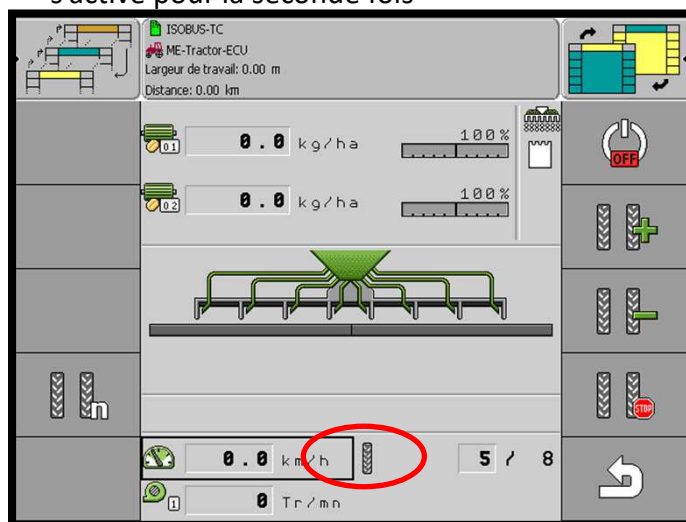 s'active pour la seconde fois
ISOBUS-TC
ME-Tractor-ECU
Largeur de travail: 0.00 m
Distance: 0.00 km
01 0.0 kg/ha 100%
02 0.0 kg/ha 100%
OFF
n
STOP
0.0 km/h 5 / 8
1 0 Tr/mn